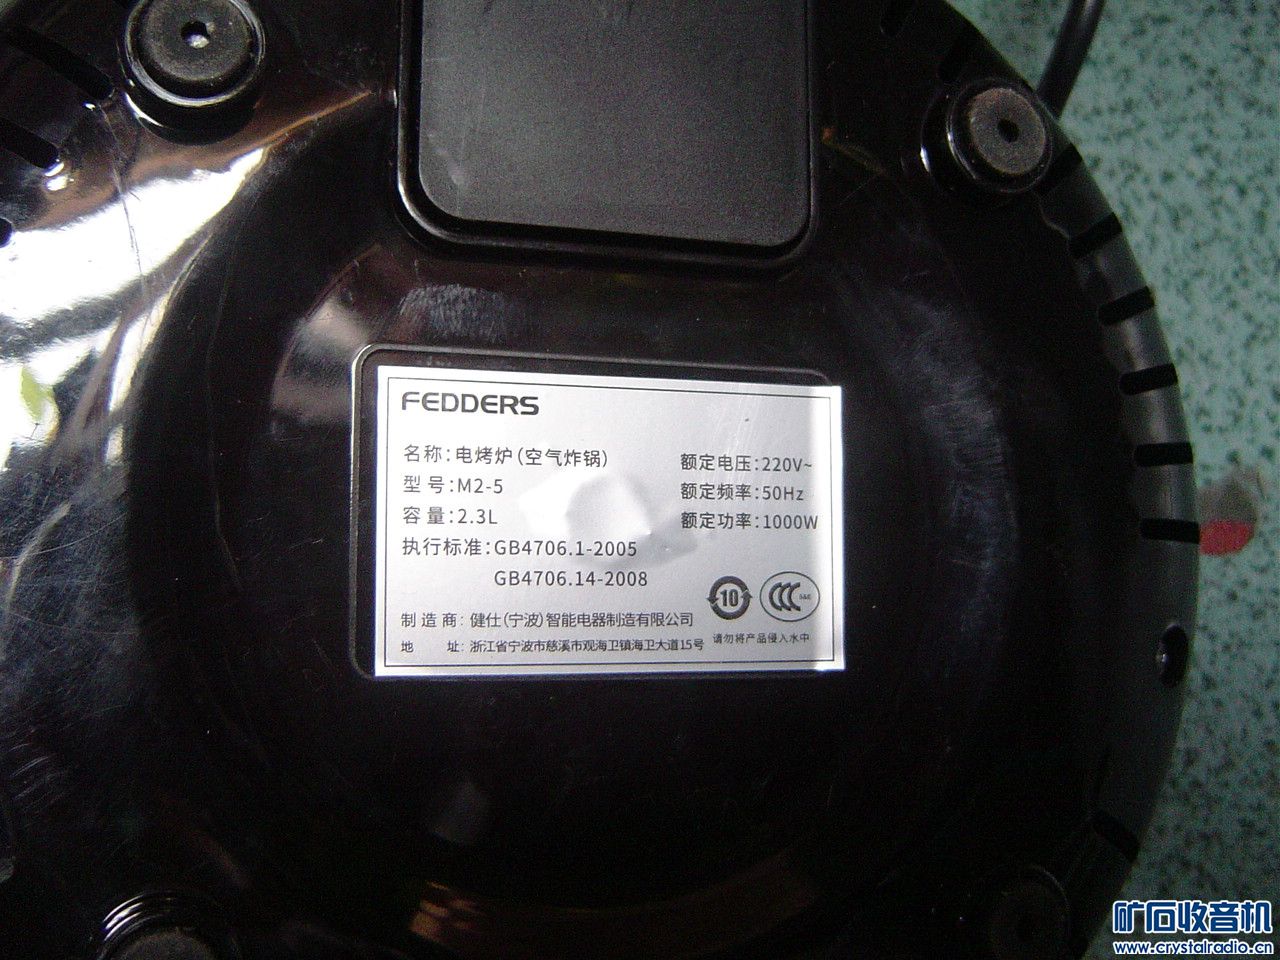 FEDDERS
名称:电烤炉(空气炸锅)
额定电压:220V~
型号:M2-5
额定频率:50Hz
容量:2.3L
额定功率:1000W
执行标准:GB4706.1-2005
GB4706.14-2008
10
CCC
S&E
制造商:健仕(宁波)智能电器制造有限公司
请勿将产品侵入水中
地 址:浙江省宁波市慈溪市观海卫镇海卫大道15号
矿石收音机
www.crystalradio.cn